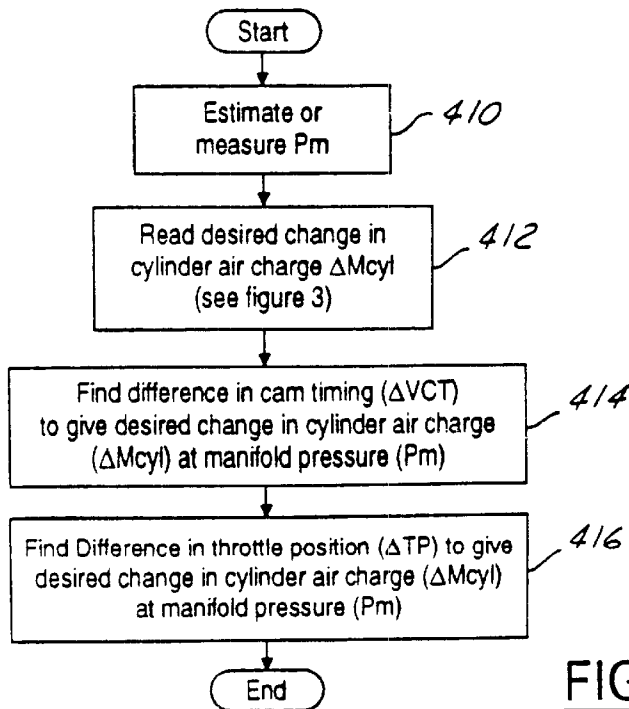 Start
Estimate or
measure Pm
410
Read desired change in
cylinder air charge ΔMcyl
(see figure 3)
412
Find difference in cam timing (ΔVCT)
to give desired change in cylinder air charge
(ΔMcyl) at manifold pressure (Pm)
414
Find Difference in throttle position (ΔTP) to give
desired change in cylinder air charge (ΔMcyl)
at manifold pressure (Pm)
416
End
FIG